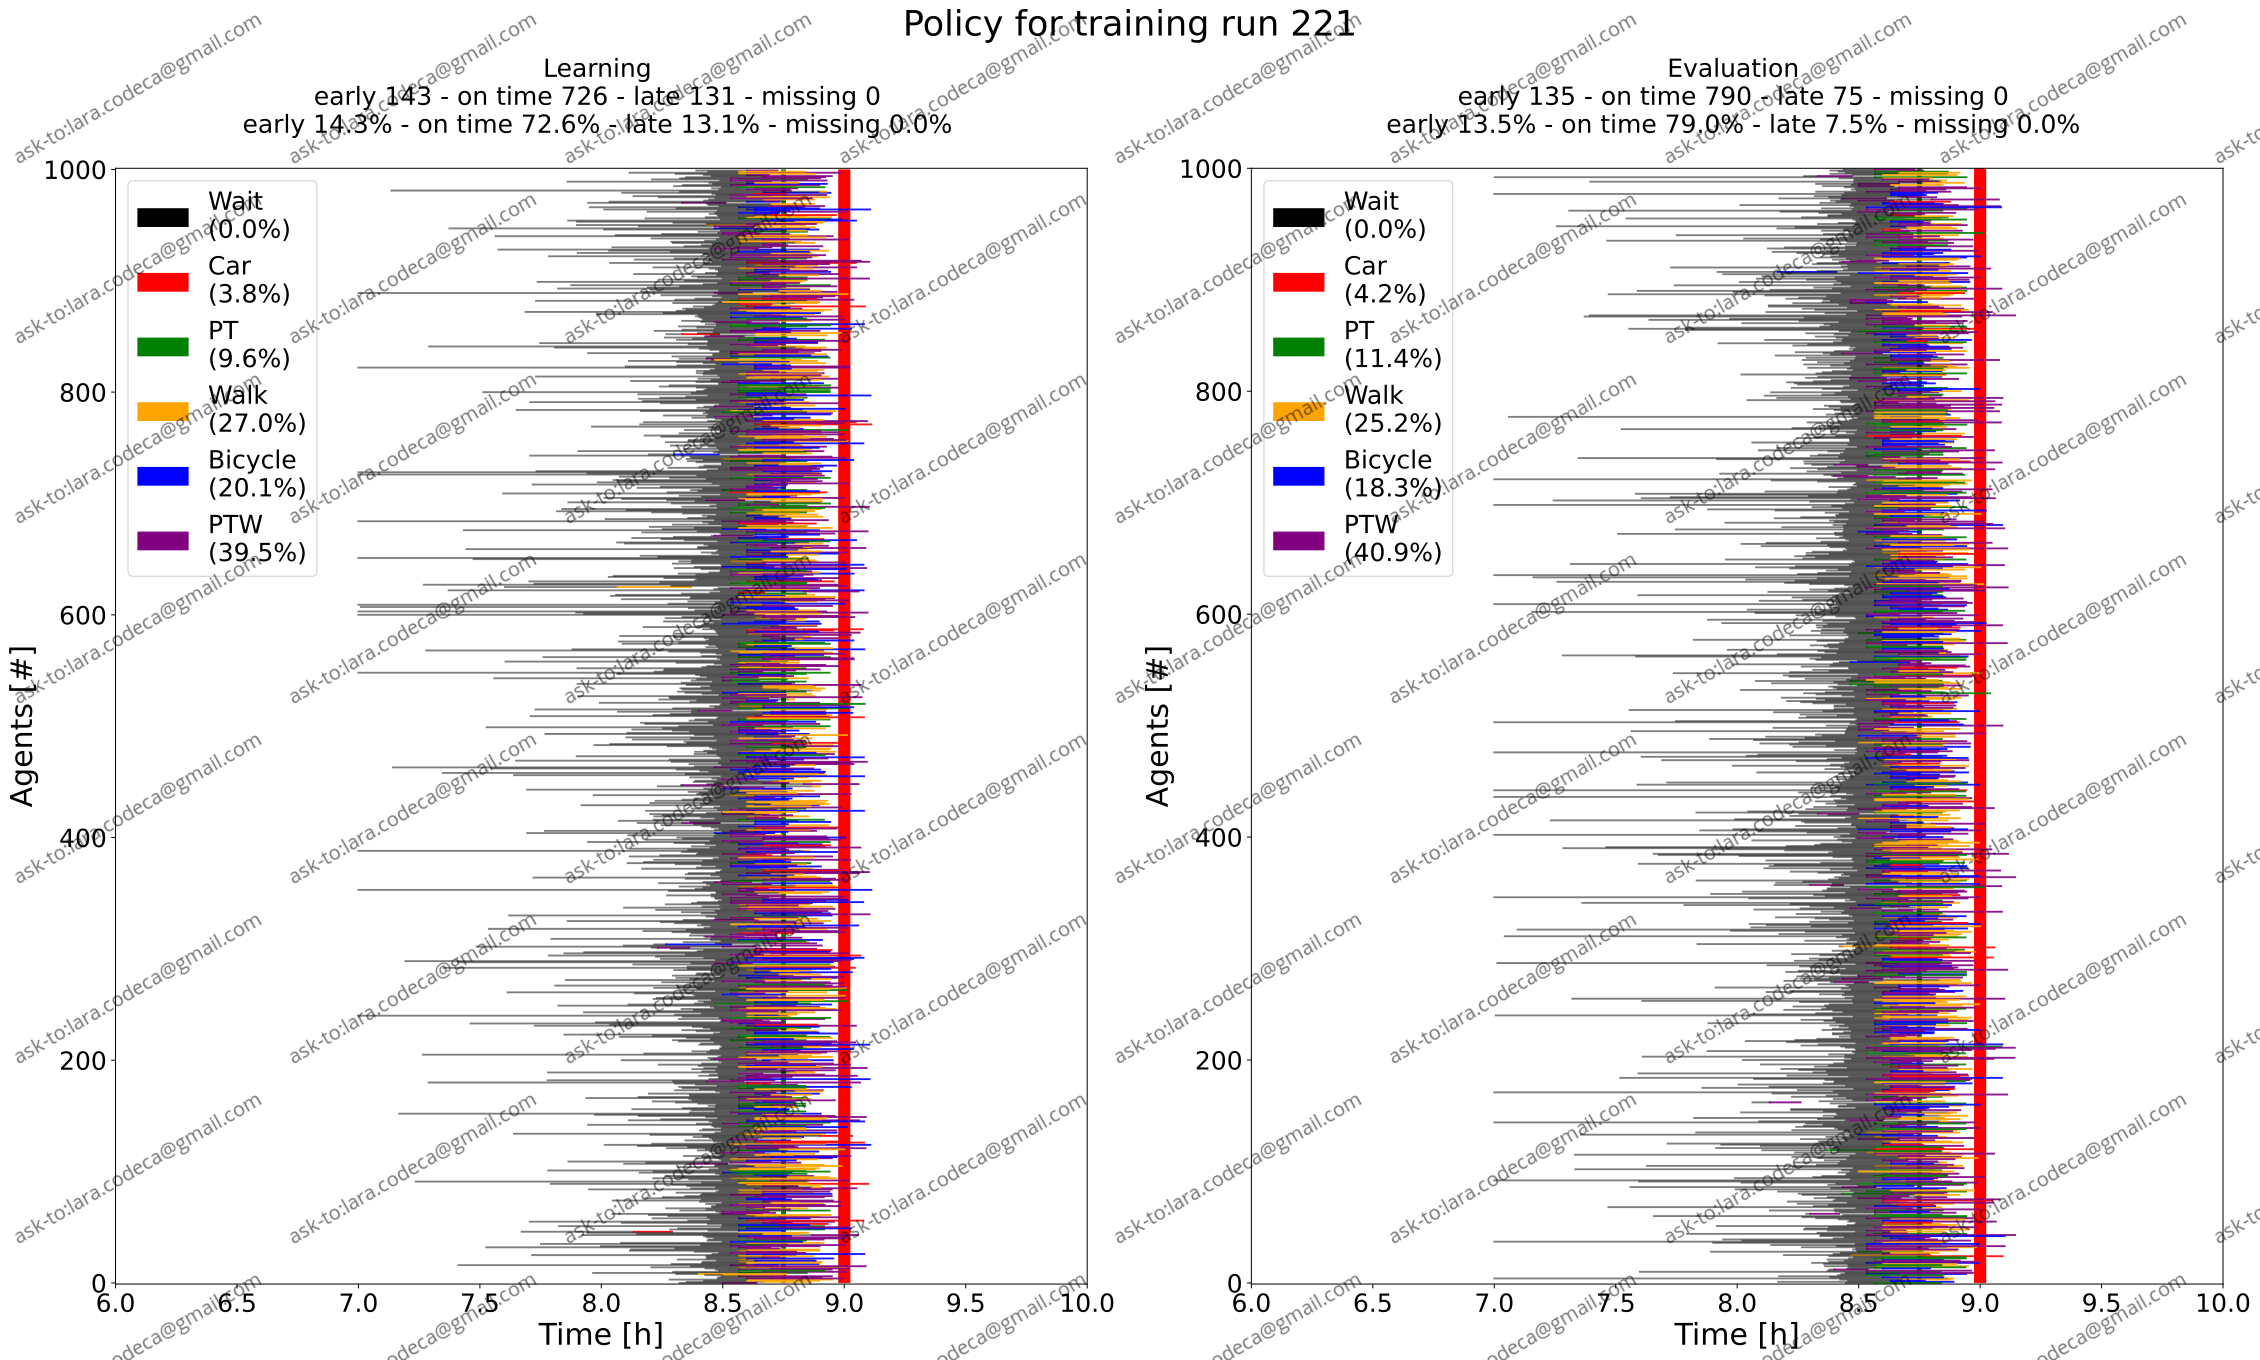 Policy for training run 221
Learning
early 143 - on time 726 - late 131 - missing 0
early 14.3% - on time 72.6% - late 13.1% - missing 0.0%
Agents [#]
1000
800
600
400
200
0
Wait
(0.0%)
Car
(3.8%)
PT
(9.6%)
Walk
(27.0%)
Bicycle
(20.1%)
PTW
(39.5%)
6.0 6.5 7.0 7.5 8.0 8.5 9.0 9.5 10.0
Time [h]
Evaluation
early 135 - on time 790 - late 75 - missing 0
early 13.5% - on time 79.0% - late 7.5% - missing 0.0%
Agents [#]
1000
800
600
400
200
0
Wait
(0.0%)
Car
(4.2%)
PT
(11.4%)
Walk
(25.2%)
Bicycle
(18.3%)
PTW
(40.9%)
6.0 6.5 7.0 7.5 8.0 8.5 9.0 9.5 10.0
Time [h]
ask-to:lara.codeca@gmail.com